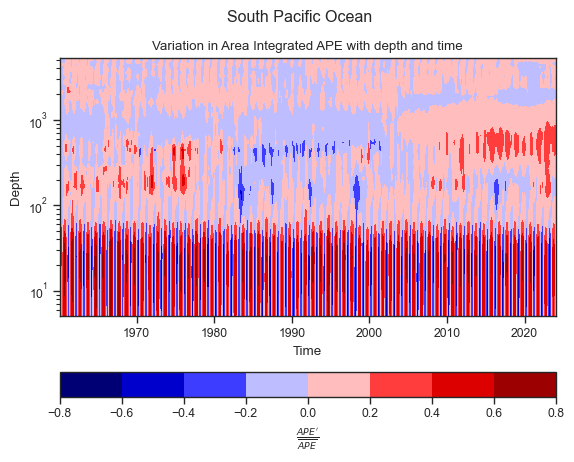 South Pacific Ocean
Variation in Area Integrated APE with depth and time
Depth
10³
10²
10¹
1970 1980 1990 2000 2010 2020
Time
−0.8 −0.6 −0.4 −0.2 0.0 0.2 0.4 0.6 0.8
APE′
APE